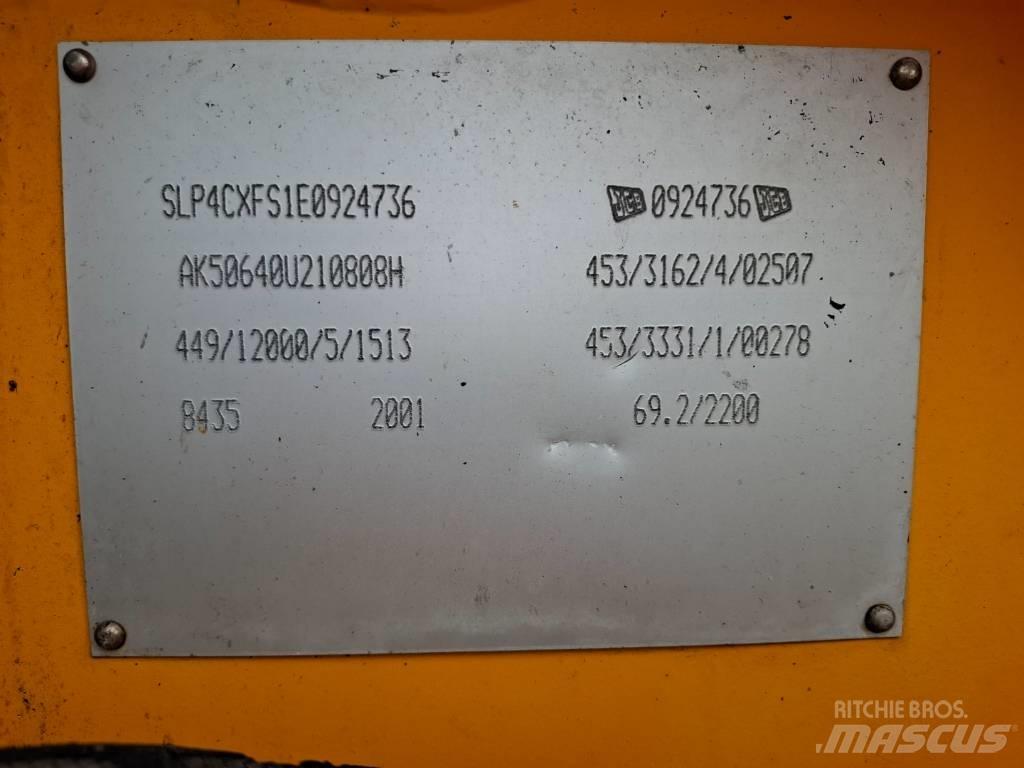 SLP4CXFS1E0924736 JCB 0924736 JCB
AK50640U210808H 453/3162/4/02507
449/12000/5/1513 453/3331/1/00278
8435 2001 69.2/2200
RITCHIE BROS.
MASCUS